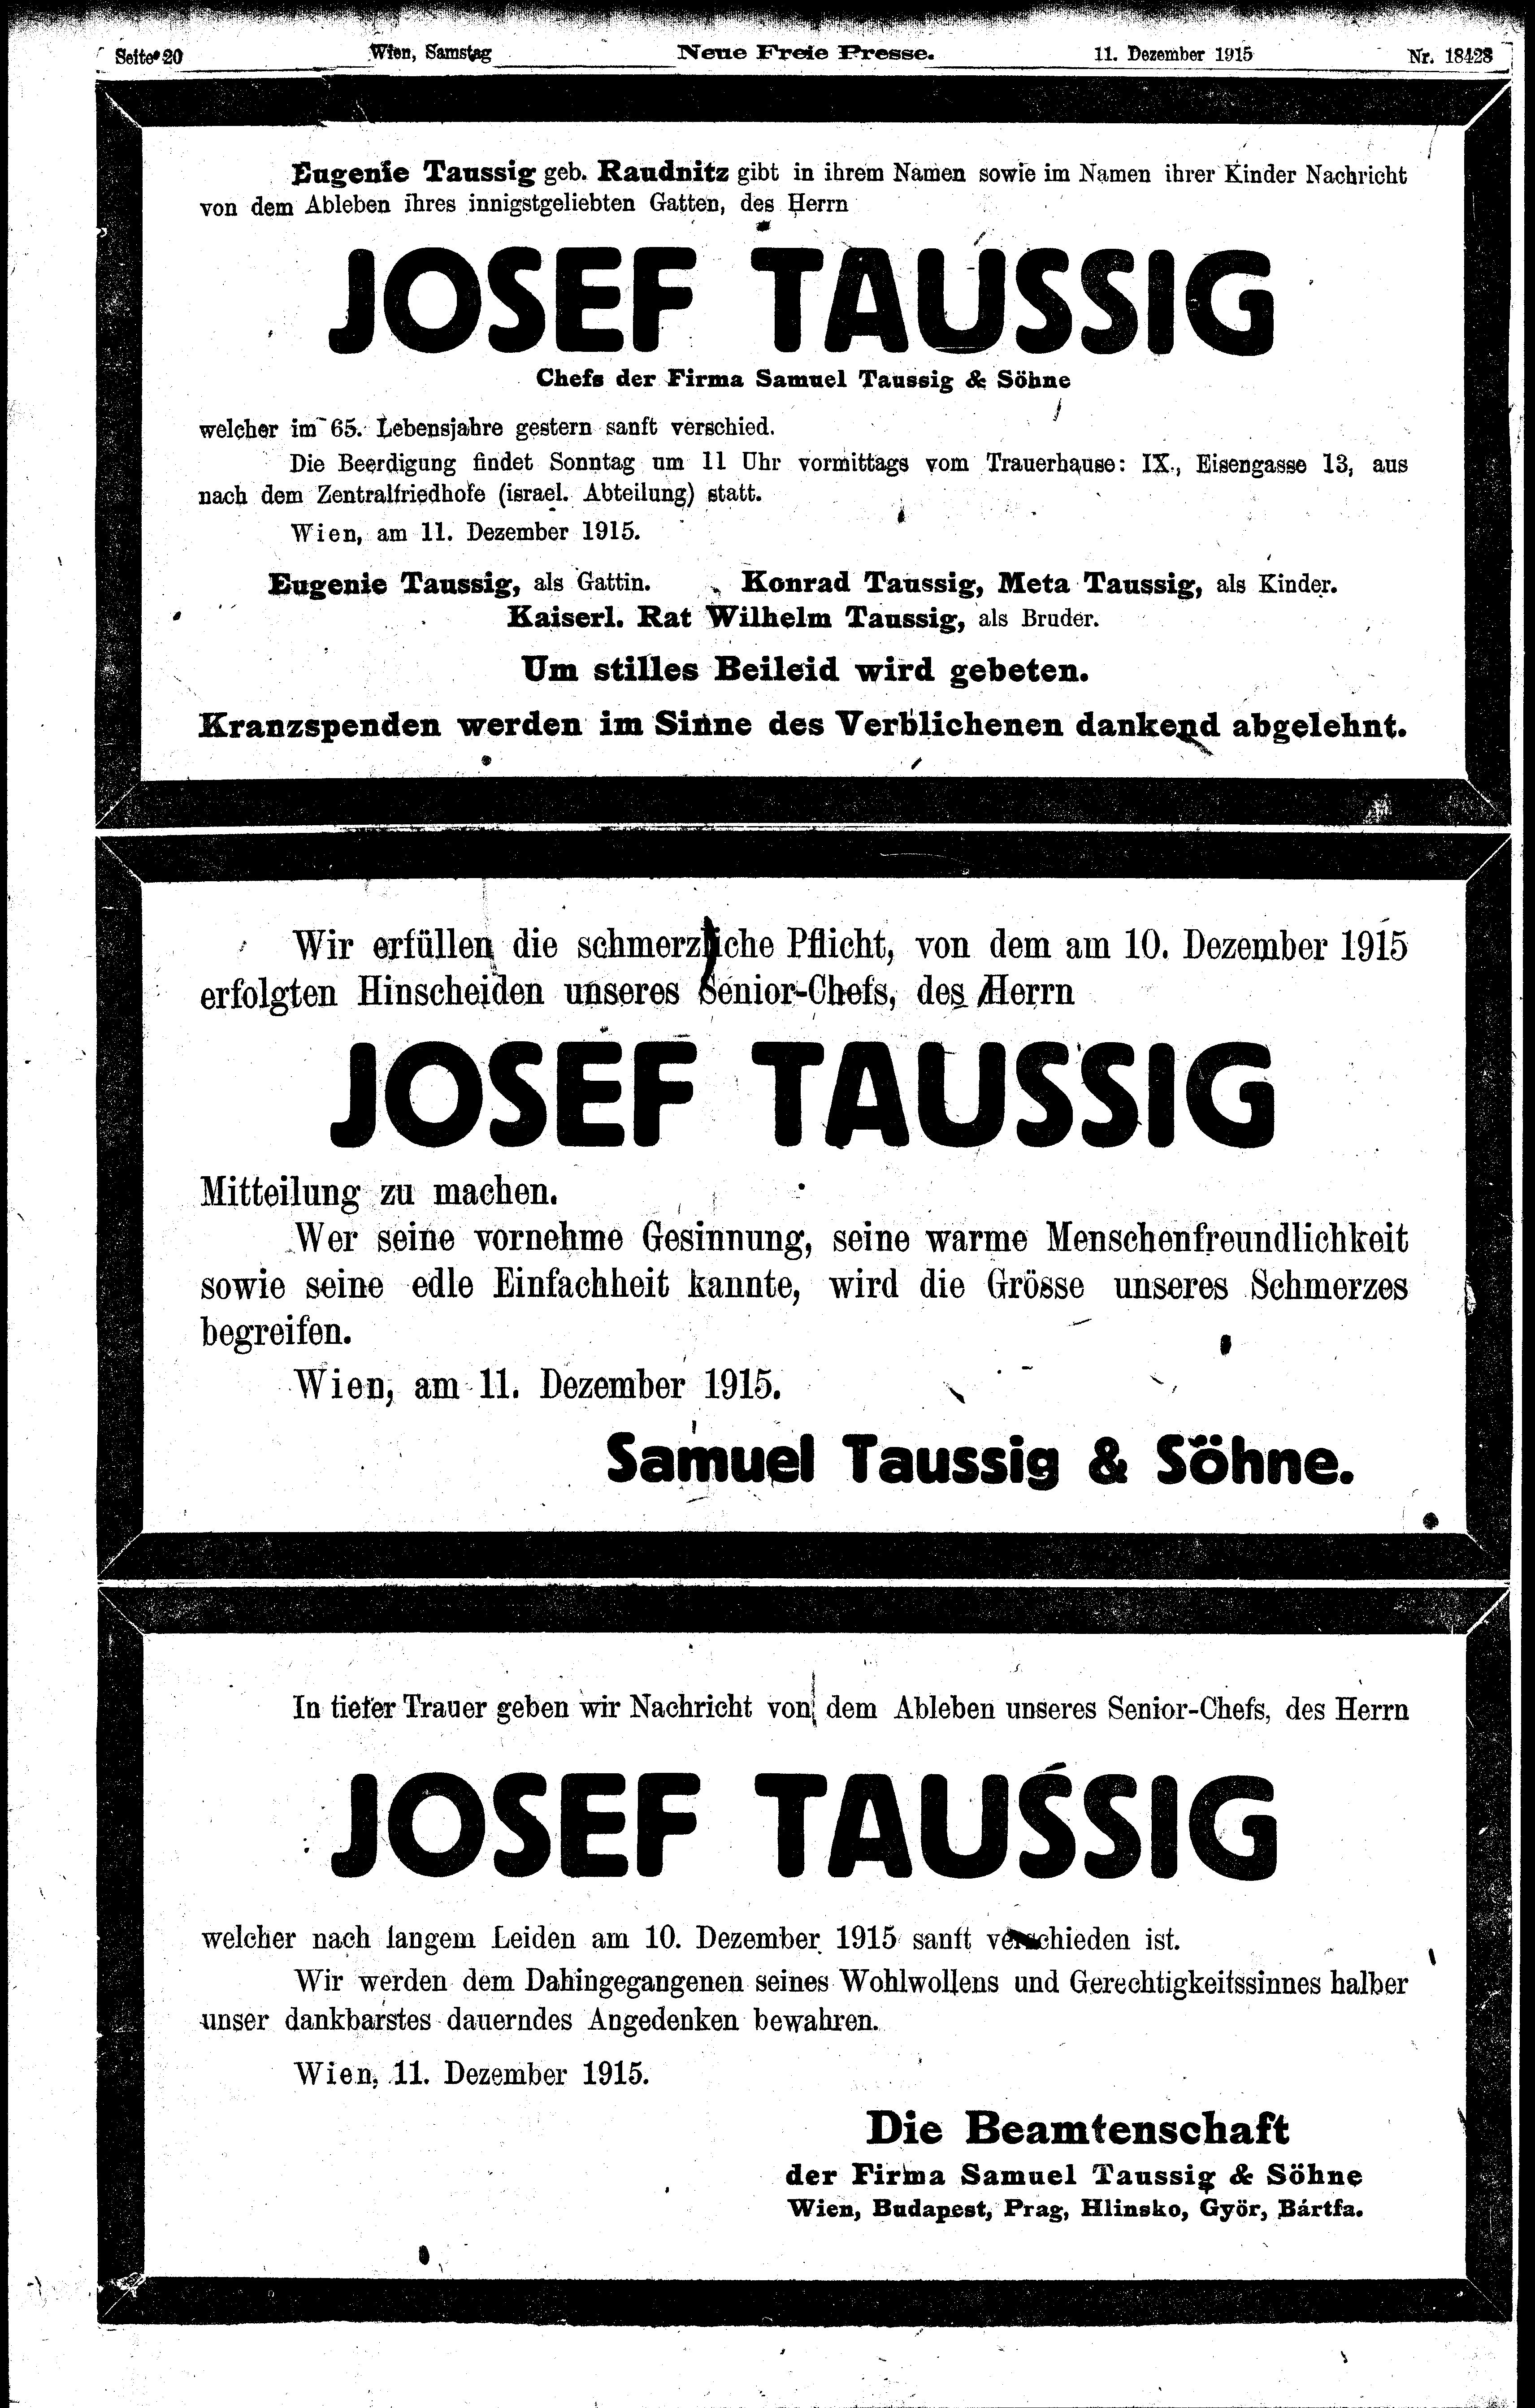 Seite 20 Wien, Samstag Neue Freie Presse. 11. Dezember 1915 Nr. 18428
Eugenie Taussig geb. Raudnitz gibt in ihrem Namen sowie im Namen ihrer Kinder Nachricht
von dem Ableben ihres innigstgeliebten Gatten, des Herrn
JOSEF TAUSSIG
Chefs der Firma Samuel Taussig & Söhne
welcher im 65. Lebensjahre gestern sanft verschied.
Die Beerdigung findet Sonntag um 11 Uhr vormittags vom Trauerhause: IX., Eisengasse 13, aus
nach dem Zentralfriedhofe (israel. Abteilung) statt.
Wien, am 11. Dezember 1915.
Eugenie Taussig, als Gattin. Konrad Taussig, Meta Taussig, als Kinder.
Kaiserl. Rat Wilhelm Taussig, als Bruder.
Um stilles Beileid wird gebeten.
Kranzspenden werden im Sinne des Verblichenen dankend abgelehnt.
Wir erfüllen die schmerzliche Pflicht, von dem am 10. Dezember 1915
erfolgten Hinscheiden unseres Senior-Chefs, des Herrn
JOSEF TAUSSIG
Mitteilung zu machen.
Wer seine vornehme Gesinnung, seine warme Menschenfreundlichkeit
sowie seine edle Einfachheit kannte, wird die Grösse unseres Schmerzes
begreifen.
Wien, am 11. Dezember 1915.
Samuel Taussig & Söhne.
In tiefer Trauer geben wir Nachricht von dem Ableben unseres Senior-Chefs, des Herrn
JOSEF TAUSSIG
welcher nach langem Leiden am 10. Dezember 1915 sanft verschieden ist.
Wir werden dem Dahingegangenen seines Wohlwollens und Gerechtigkeitssinnes halber
unser dankbarstes dauerndes Angedenken bewahren.
Wien, 11. Dezember 1915.
Die Beamtenschaft
der Firma Samuel Taussig & Söhne
Wien, Budapest, Prag, Hlinsko, Györ, Bártfa.